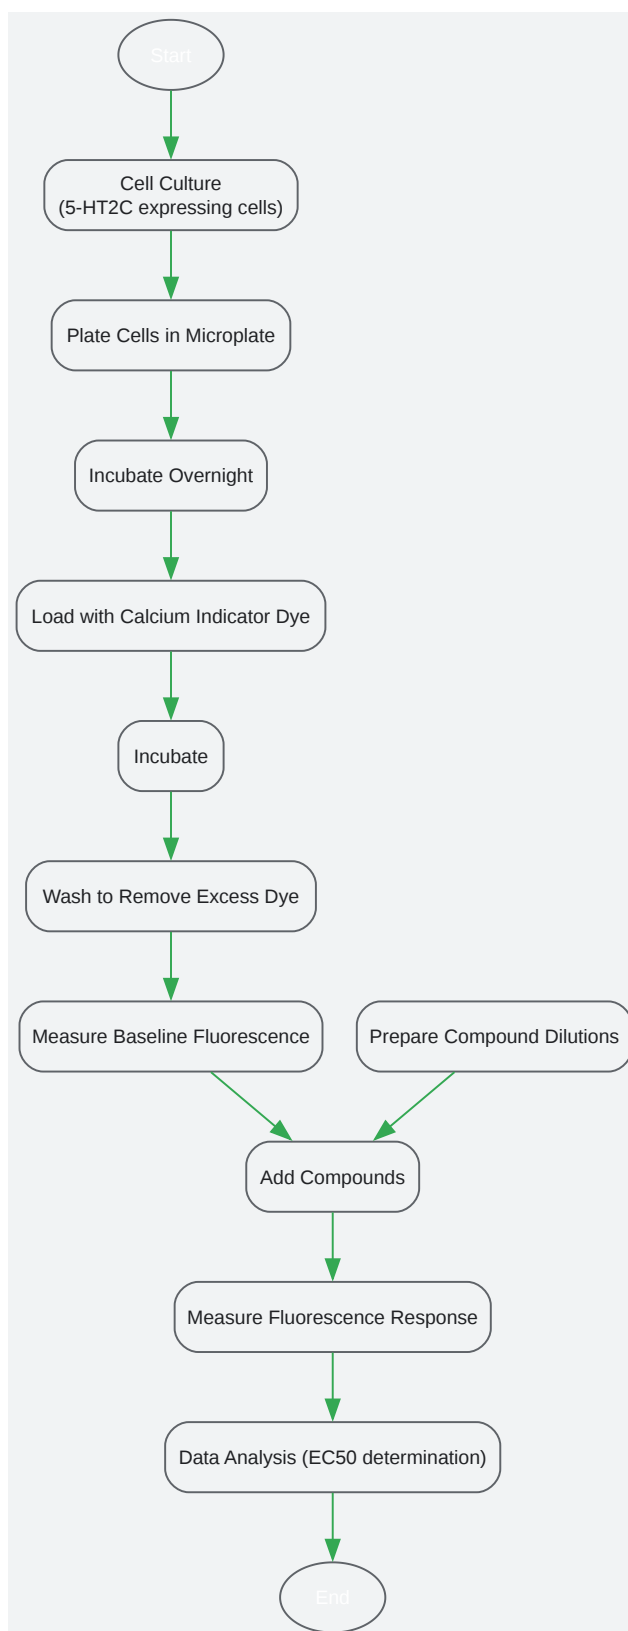 Start
Cell Culture
(5-HT2C expressing cells)
Plate Cells in Microplate
Incubate Overnight
Load with Calcium Indicator Dye
Incubate
Wash to Remove Excess Dye
Measure Baseline Fluorescence
Prepare Compound Dilutions
Add Compounds
Measure Fluorescence Response
Data Analysis (EC50 determination)
End